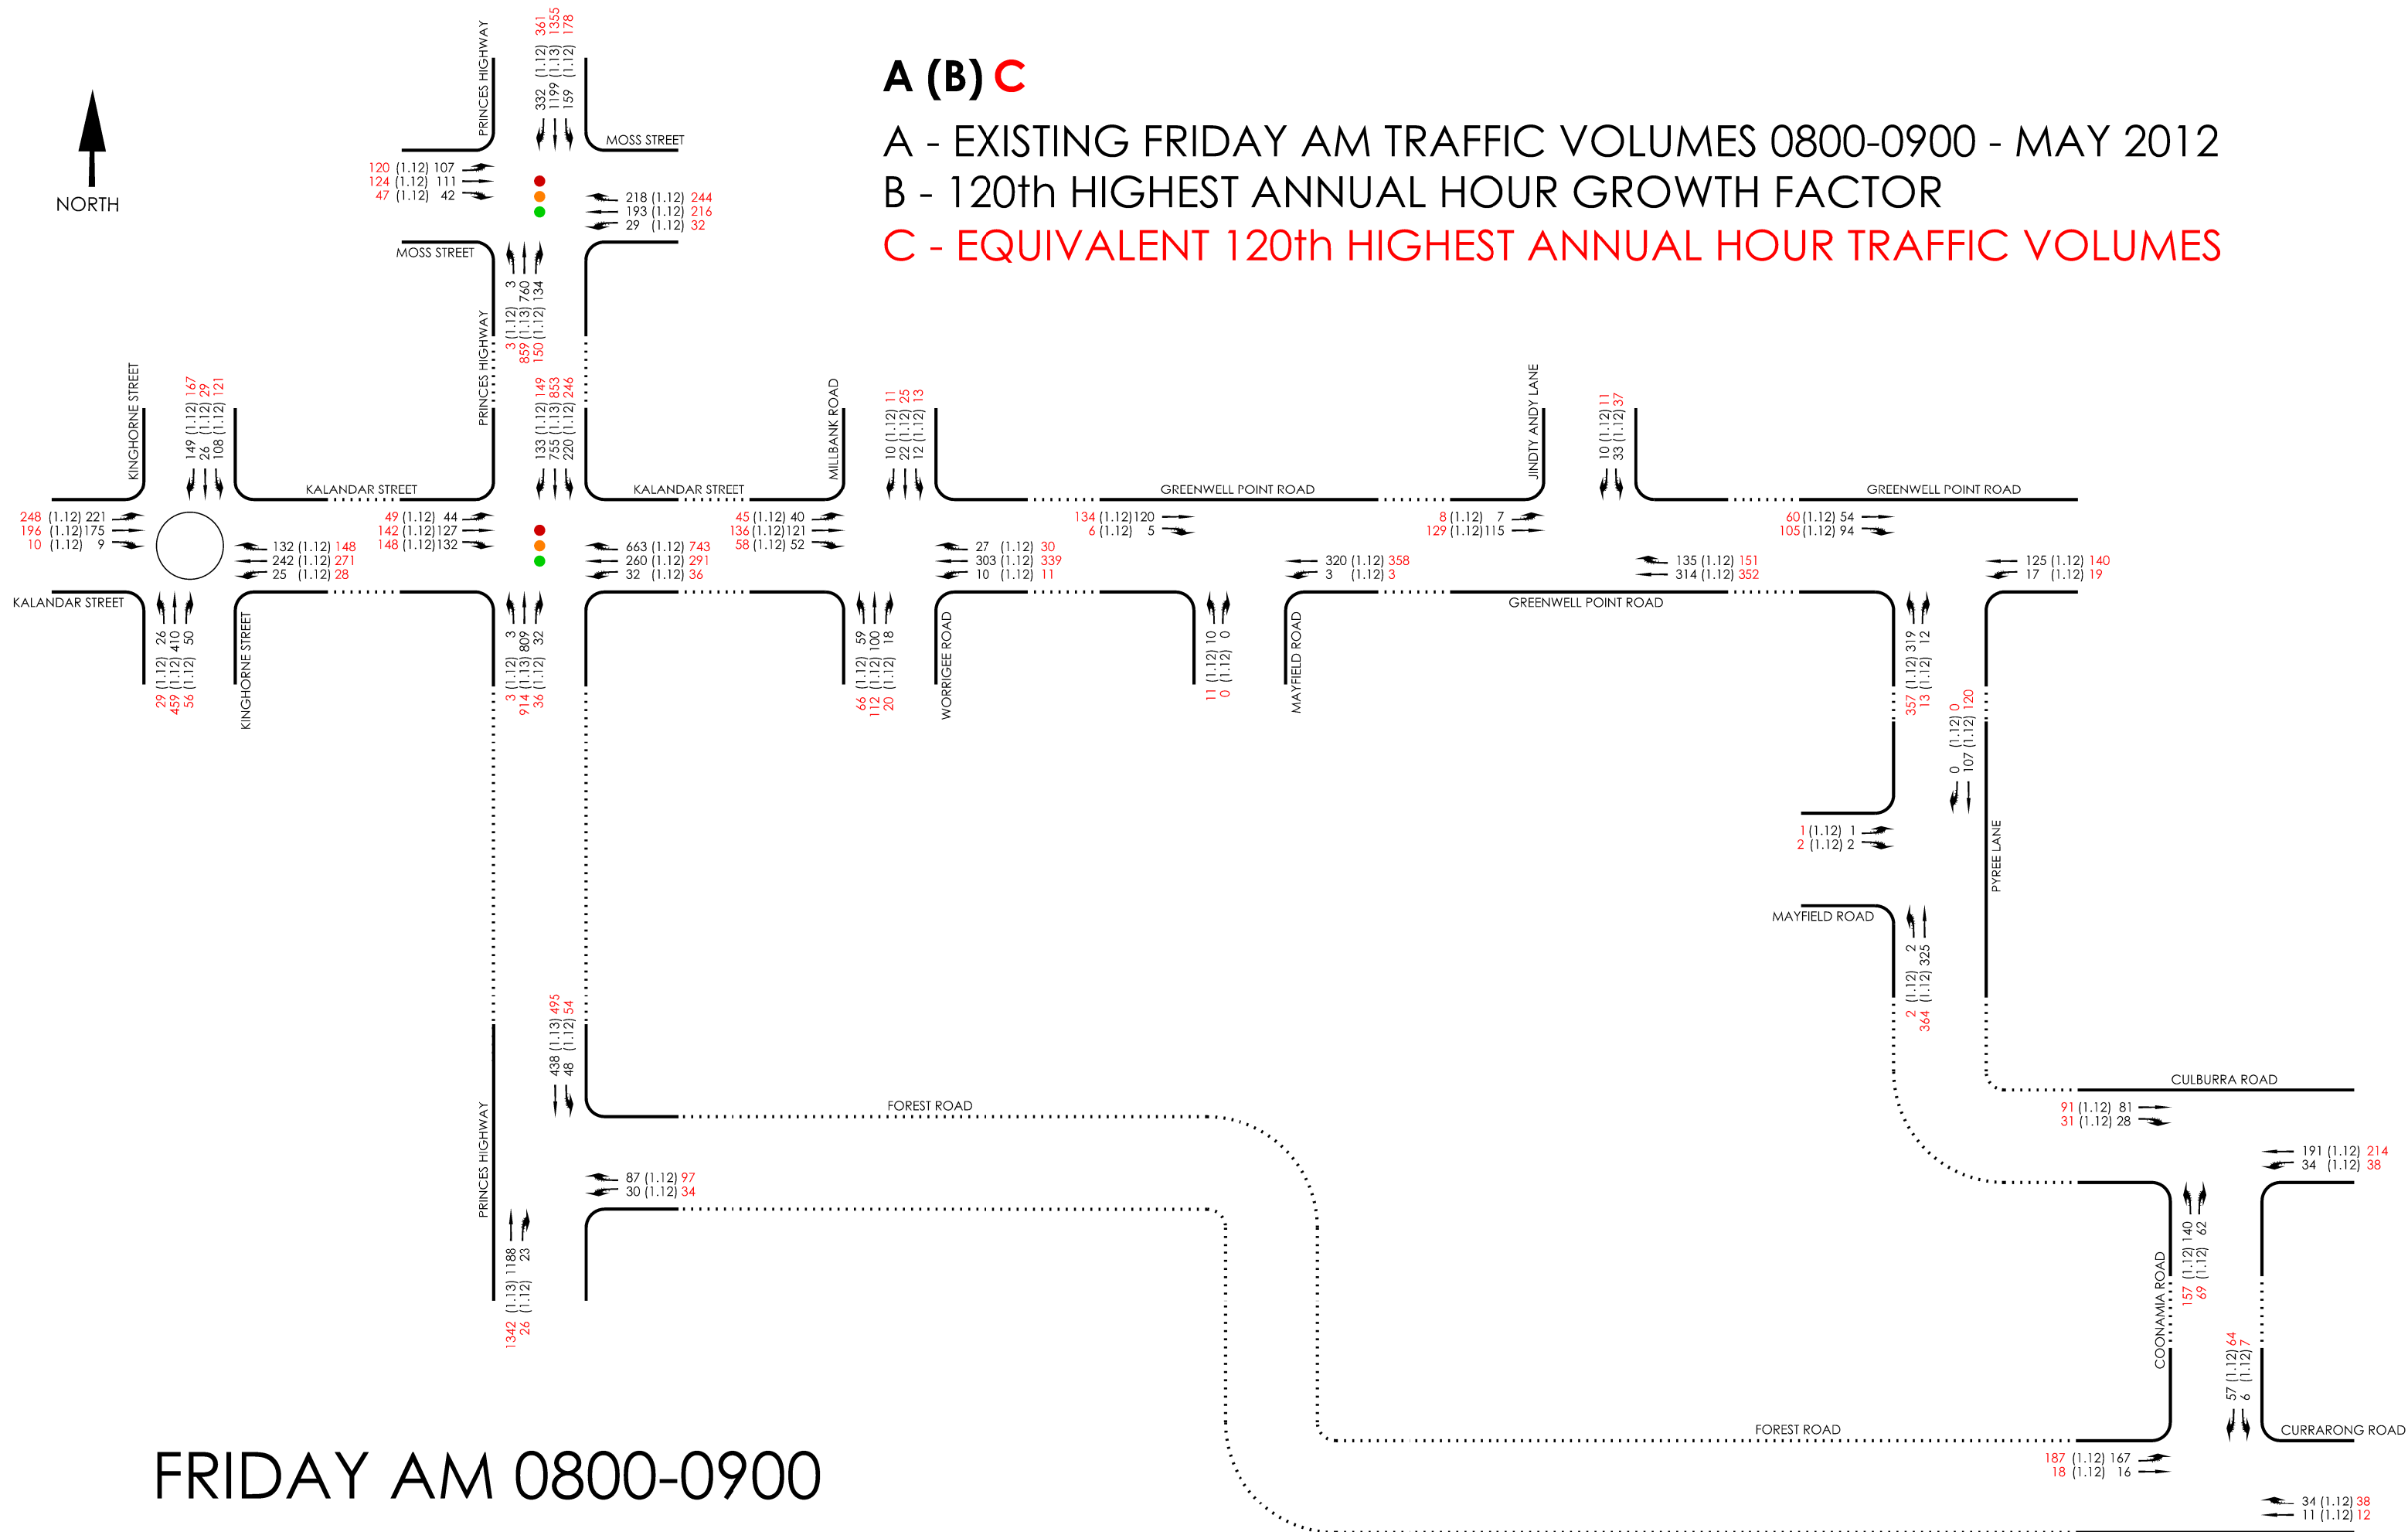 PRINCES HIGHWAY
332 (1.12) 361
1199 (1.13) 1355
159 (1.12) 178
A (B) C
A - EXISTING FRIDAY AM TRAFFIC VOLUMES 0800-0900 - MAY 2012
B - 120th HIGHEST ANNUAL HOUR GROWTH FACTOR
C - EQUIVALENT 120th HIGHEST ANNUAL HOUR TRAFFIC VOLUMES
NORTH
MOSS STREET
120 (1.12) 107
124 (1.12) 111
47 (1.12) 42
218 (1.12) 244
193 (1.12) 216
29 (1.12) 32
MOSS STREET
3 (1.12) 3
859 (1.13) 760
150 (1.12) 134
PRINCES HIGHWAY
KINGHORNE STREET
149 (1.12) 167
26 (1.12) 29
108 (1.12) 121
133 (1.12) 149
755 (1.13) 853
220 (1.12) 246
MILLBANK ROAD
10 (1.12) 11
22 (1.12) 25
12 (1.12) 13
JINDTY ANDY LANE
10 (1.12) 11
33 (1.12) 37
KALANDAR STREET
KALANDAR STREET
GREENWELL POINT ROAD
GREENWELL POINT ROAD
248 (1.12) 221
196 (1.12) 175
10 (1.12) 9
132 (1.12) 148
242 (1.12) 271
25 (1.12) 28
49 (1.12) 44
142 (1.12) 127
148 (1.12) 132
663 (1.12) 743
260 (1.12) 291
32 (1.12) 36
45 (1.12) 40
136 (1.12) 121
58 (1.12) 52
27 (1.12) 30
303 (1.12) 339
10 (1.12) 11
134 (1.12) 120
6 (1.12) 5
320 (1.12) 358
3 (1.12) 3
8 (1.12) 7
129 (1.12) 115
135 (1.12) 151
314 (1.12) 352
60 (1.12) 54
105 (1.12) 94
125 (1.12) 140
17 (1.12) 19
KALANDAR STREET
GREENWELL POINT ROAD
29 (1.12) 26
459 (1.12) 410
56 (1.12) 50
KINGHORNE STREET
3 (1.12) 3
914 (1.13) 809
36 (1.12) 32
66 (1.12) 59
112 (1.12) 100
20 (1.12) 18
WORRIGEE ROAD
11 (1.12) 10
0 (1.12) 0
MAYFIELD ROAD
357 (1.12) 319
13 (1.12) 12
0 (1.12) 0
107 (1.12) 120
1 (1.12) 1
2 (1.12) 2
PYREE LANE
MAYFIELD ROAD
2 (1.12) 2
364 (1.12) 325
438 (1.13) 495
48 (1.12) 54
CULBURRA ROAD
FOREST ROAD
91 (1.12) 81
31 (1.12) 28
191 (1.12) 214
34 (1.12) 38
PRINCES HIGHWAY
87 (1.12) 97
30 (1.12) 34
1342 (1.13) 1188
26 (1.12) 23
157 (1.12) 140
69 (1.12) 62
COONAMIA ROAD
57 (1.12) 64
6 (1.12) 7
FOREST ROAD
CURRARONG ROAD
187 (1.12) 167
18 (1.12) 16
34 (1.12) 38
11 (1.12) 12
FRIDAY AM 0800-0900